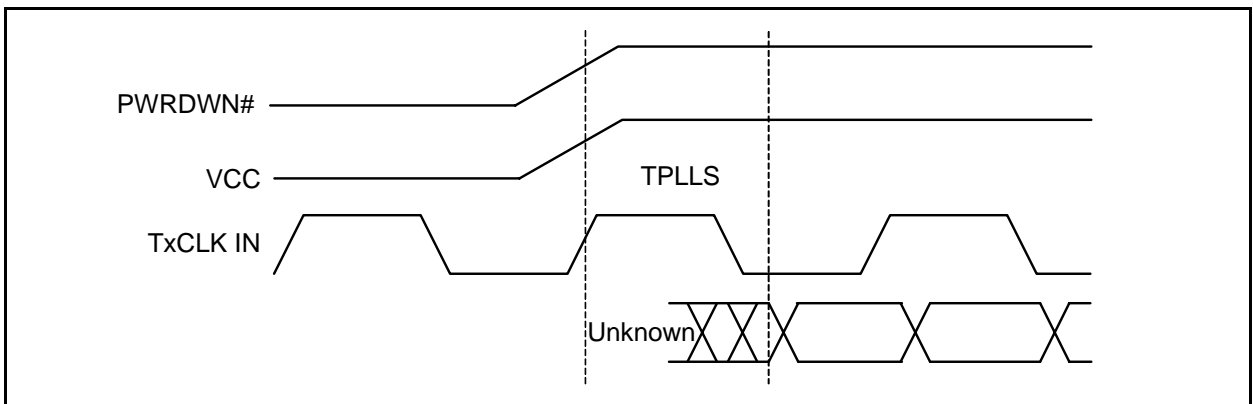 PWRDWN#
VCC
TPLLS
TxCLK IN
Unknown